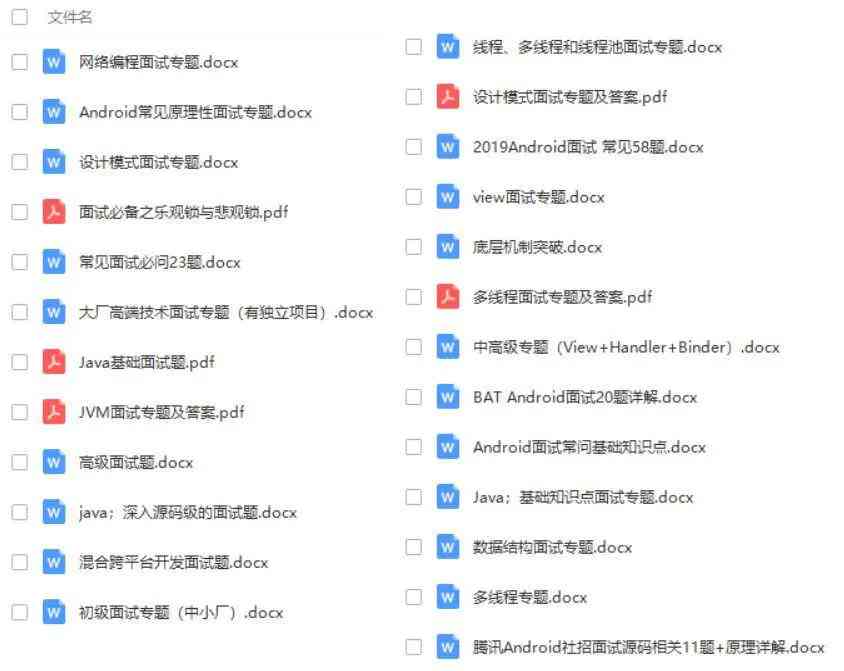 文件名
网络编程面试专题.docx
Android常见原理性面试专题.docx
设计模式面试专题.docx
面试必备之乐观锁与悲观锁.pdf
常见面试必问23题.docx
大厂高端技术面试专题（有独立项目）.docx
Java基础面试题.pdf
JVM面试专题及答案.pdf
高级面试题.docx
java；深入源码级的面试题.docx
混合跨平台开发面试题.docx
初级面试专题（中小厂）.docx
线程、多线程和线程池面试专题.docx
设计模式面试专题及答案.pdf
2019Android面试 常见58题.docx
view面试专题.docx
底层机制突破.docx
多线程面试专题及答案.pdf
中高级专题（View+Handler+Binder）.docx
BAT Android面试20题详解.docx
Android面试常问基础知识点.docx
Java；基础知识点面试专题.docx
数据结构面试专题.docx
多线程专题.docx
腾讯Android社招面试源码相关11题+原理详解.docx